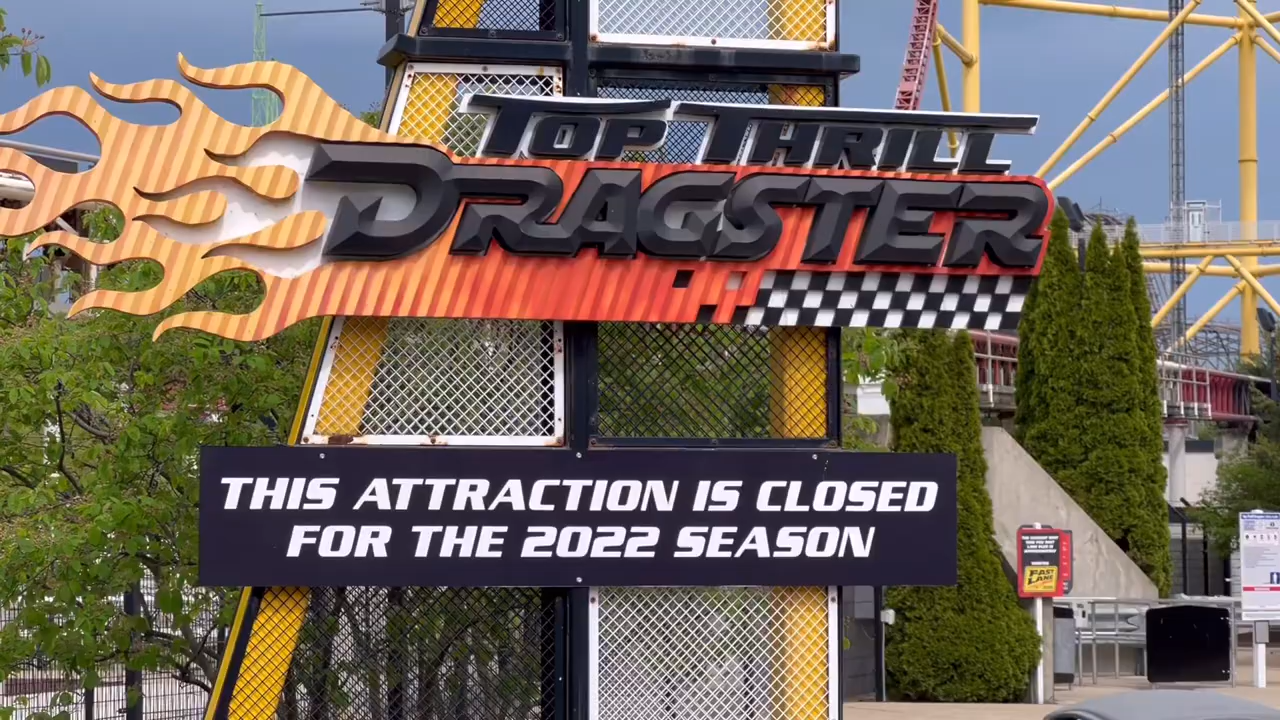 TOP THRILL
DRAGSTER
THIS ATTRACTION IS CLOSED
FOR THE 2022 SEASON
FAST
LANE